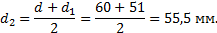 d₂ = (d + d₁)/2 = (60 + 51)/2 = 55,5 мм.